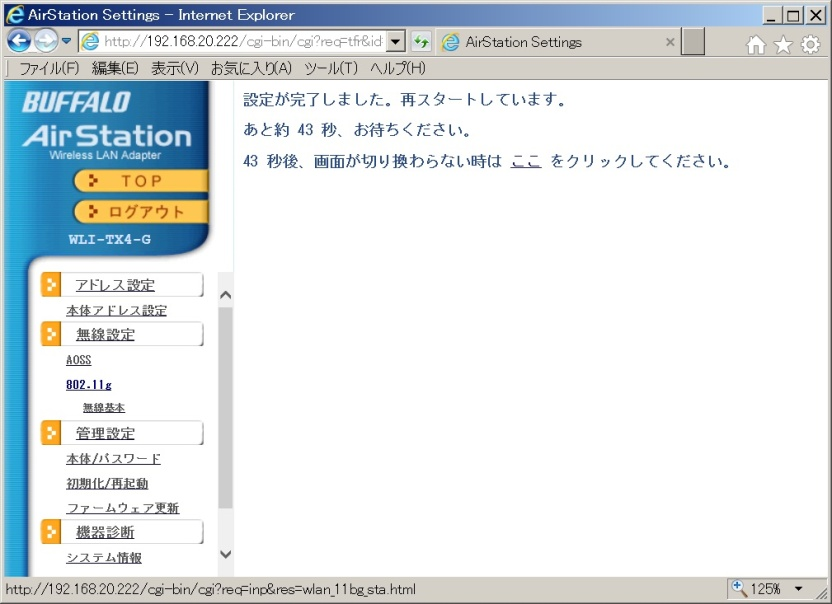 AirStation Settings - Internet Explorer
http://192.168.20.222/cgi-bin/cgi?req=tfr&id
AirStation Settings
ファイル(F) 編集(E) 表示(V) お気に入り(A) ツール(T) ヘルプ(H)
BUFFALO
AirStation
Wireless LAN Adapter
TOP
ログアウト
WLI-TX4-G
アドレス設定
本体アドレス設定
無線設定
AOSS
802.11g
無線基本
管理設定
本体/パスワード
初期化/再起動
ファームウェア更新
機器診断
システム情報
設定が完了しました。再スタートしています。
あと約 43 秒、お待ちください。
43 秒後、画面が切り換わらない時は ここ をクリックしてください。
http://192.168.20.222/cgi-bin/cgi?req=inp&res=wlan_11bg_sta.html
125%